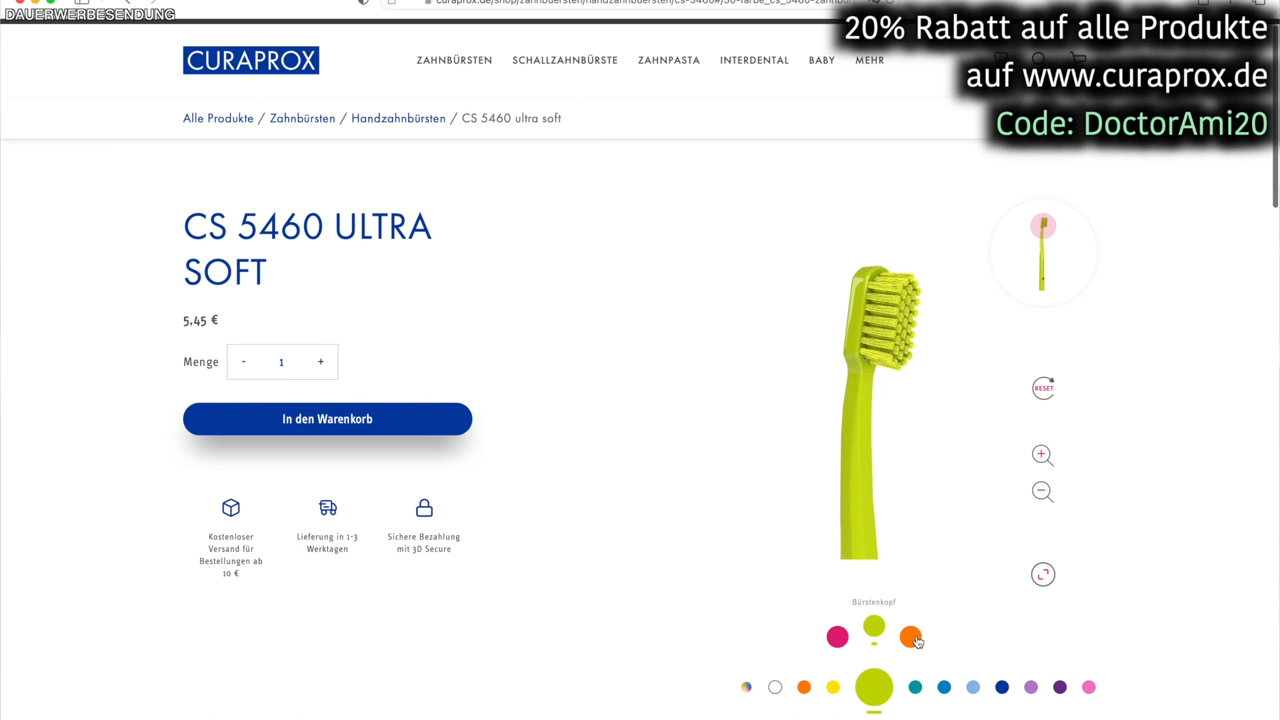 DAUERWERBESENDUNG
20% Rabatt auf alle Produkte
auf www.curaprox.de
Code: DoctorAmi20
CURAPROX
ZAHNBÜRSTEN SCHALLZAHNBÜRSTE ZAHNPASTA INTERDENTAL BABY MEHR
Alle Produkte / Zahnbürsten / Handzahnbürsten / CS 5460 ultra soft
CS 5460 ULTRA
SOFT
5,45 €
Menge - 1 +
In den Warenkorb
Kostenloser
Versand für
Bestellungen ab
10 €
Lieferung in 1-3
Werktagen
Sichere Bezahlung
mit 3D Secure
RESET
Bürstenkopf